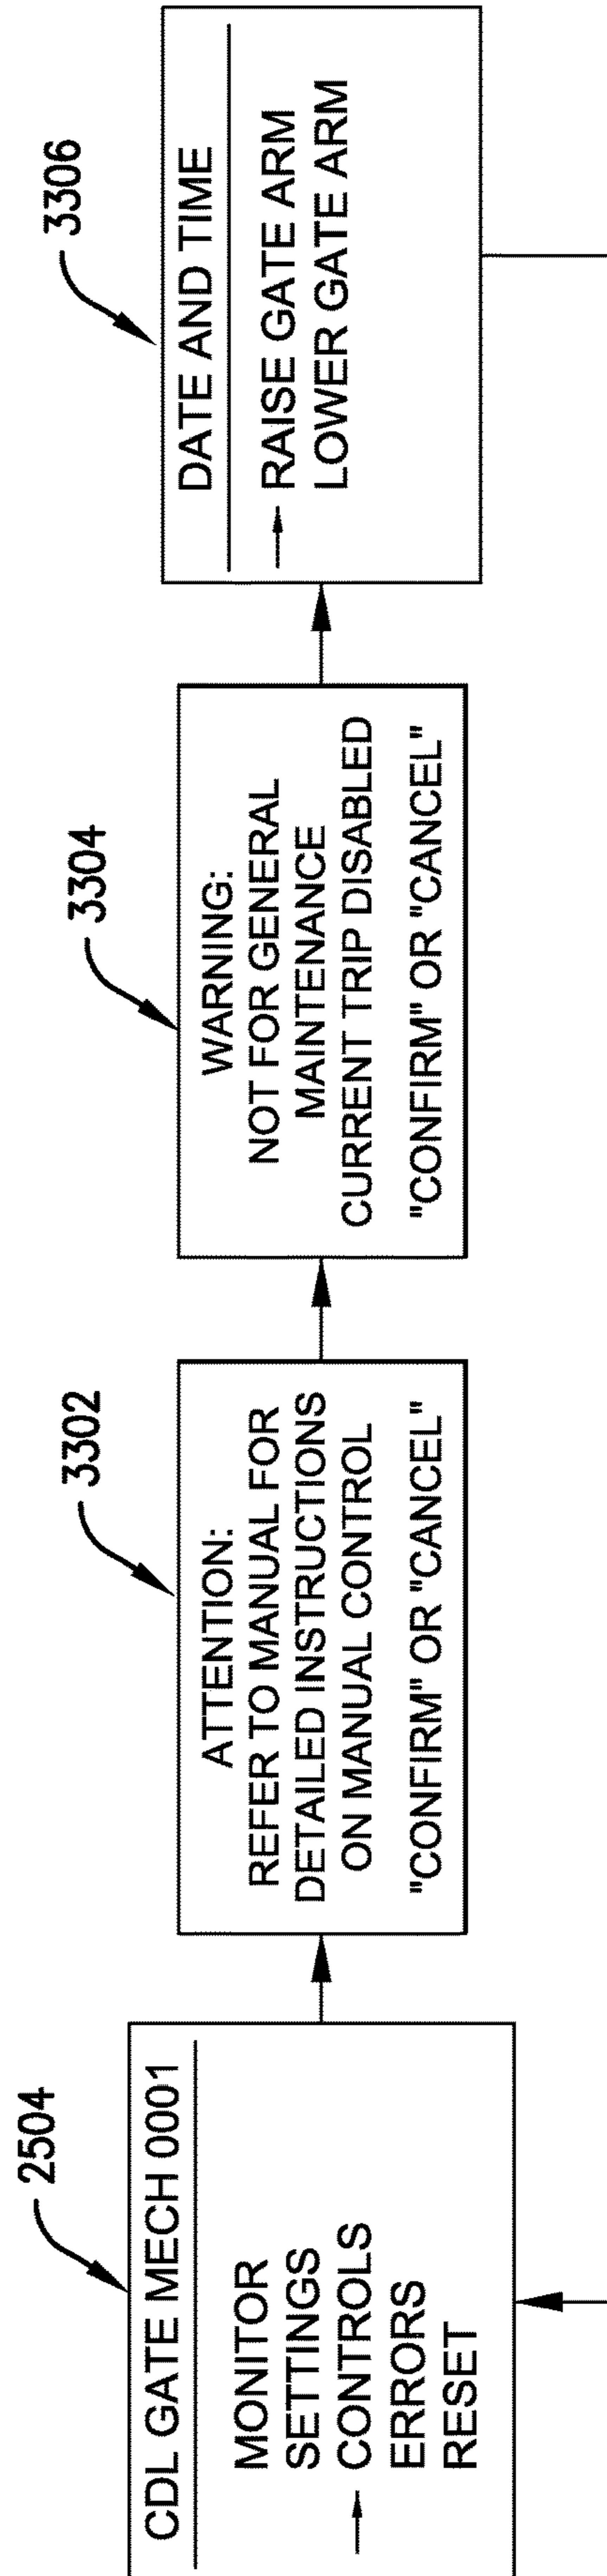 2504
CDL GATE MECH 0001
MONITOR
SETTINGS
CONTROLS
ERRORS
RESET
3302
ATTENTION:
REFER TO MANUAL FOR
DETAILED INSTRUCTIONS
ON MANUAL CONTROL
"CONFIRM" OR "CANCEL"
3304
WARNING:
NOT FOR GENERAL
MAINTENANCE
CURRENT TRIP DISABLED
"CONFIRM" OR "CANCEL"
3306
DATE AND TIME
RAISE GATE ARM
LOWER GATE ARM